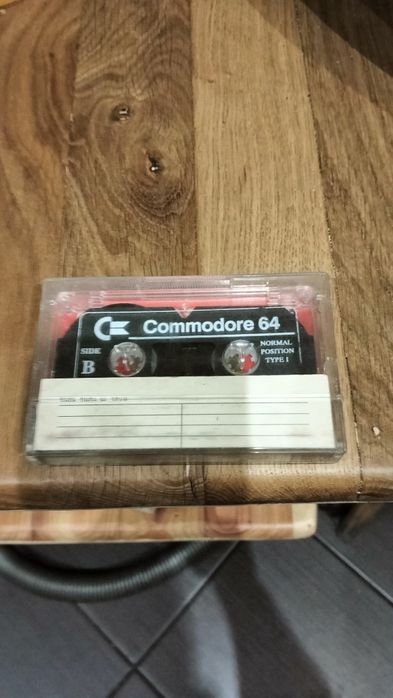 Commodore 64
SIDE
B
NORMAL
POSITION
TYPE I